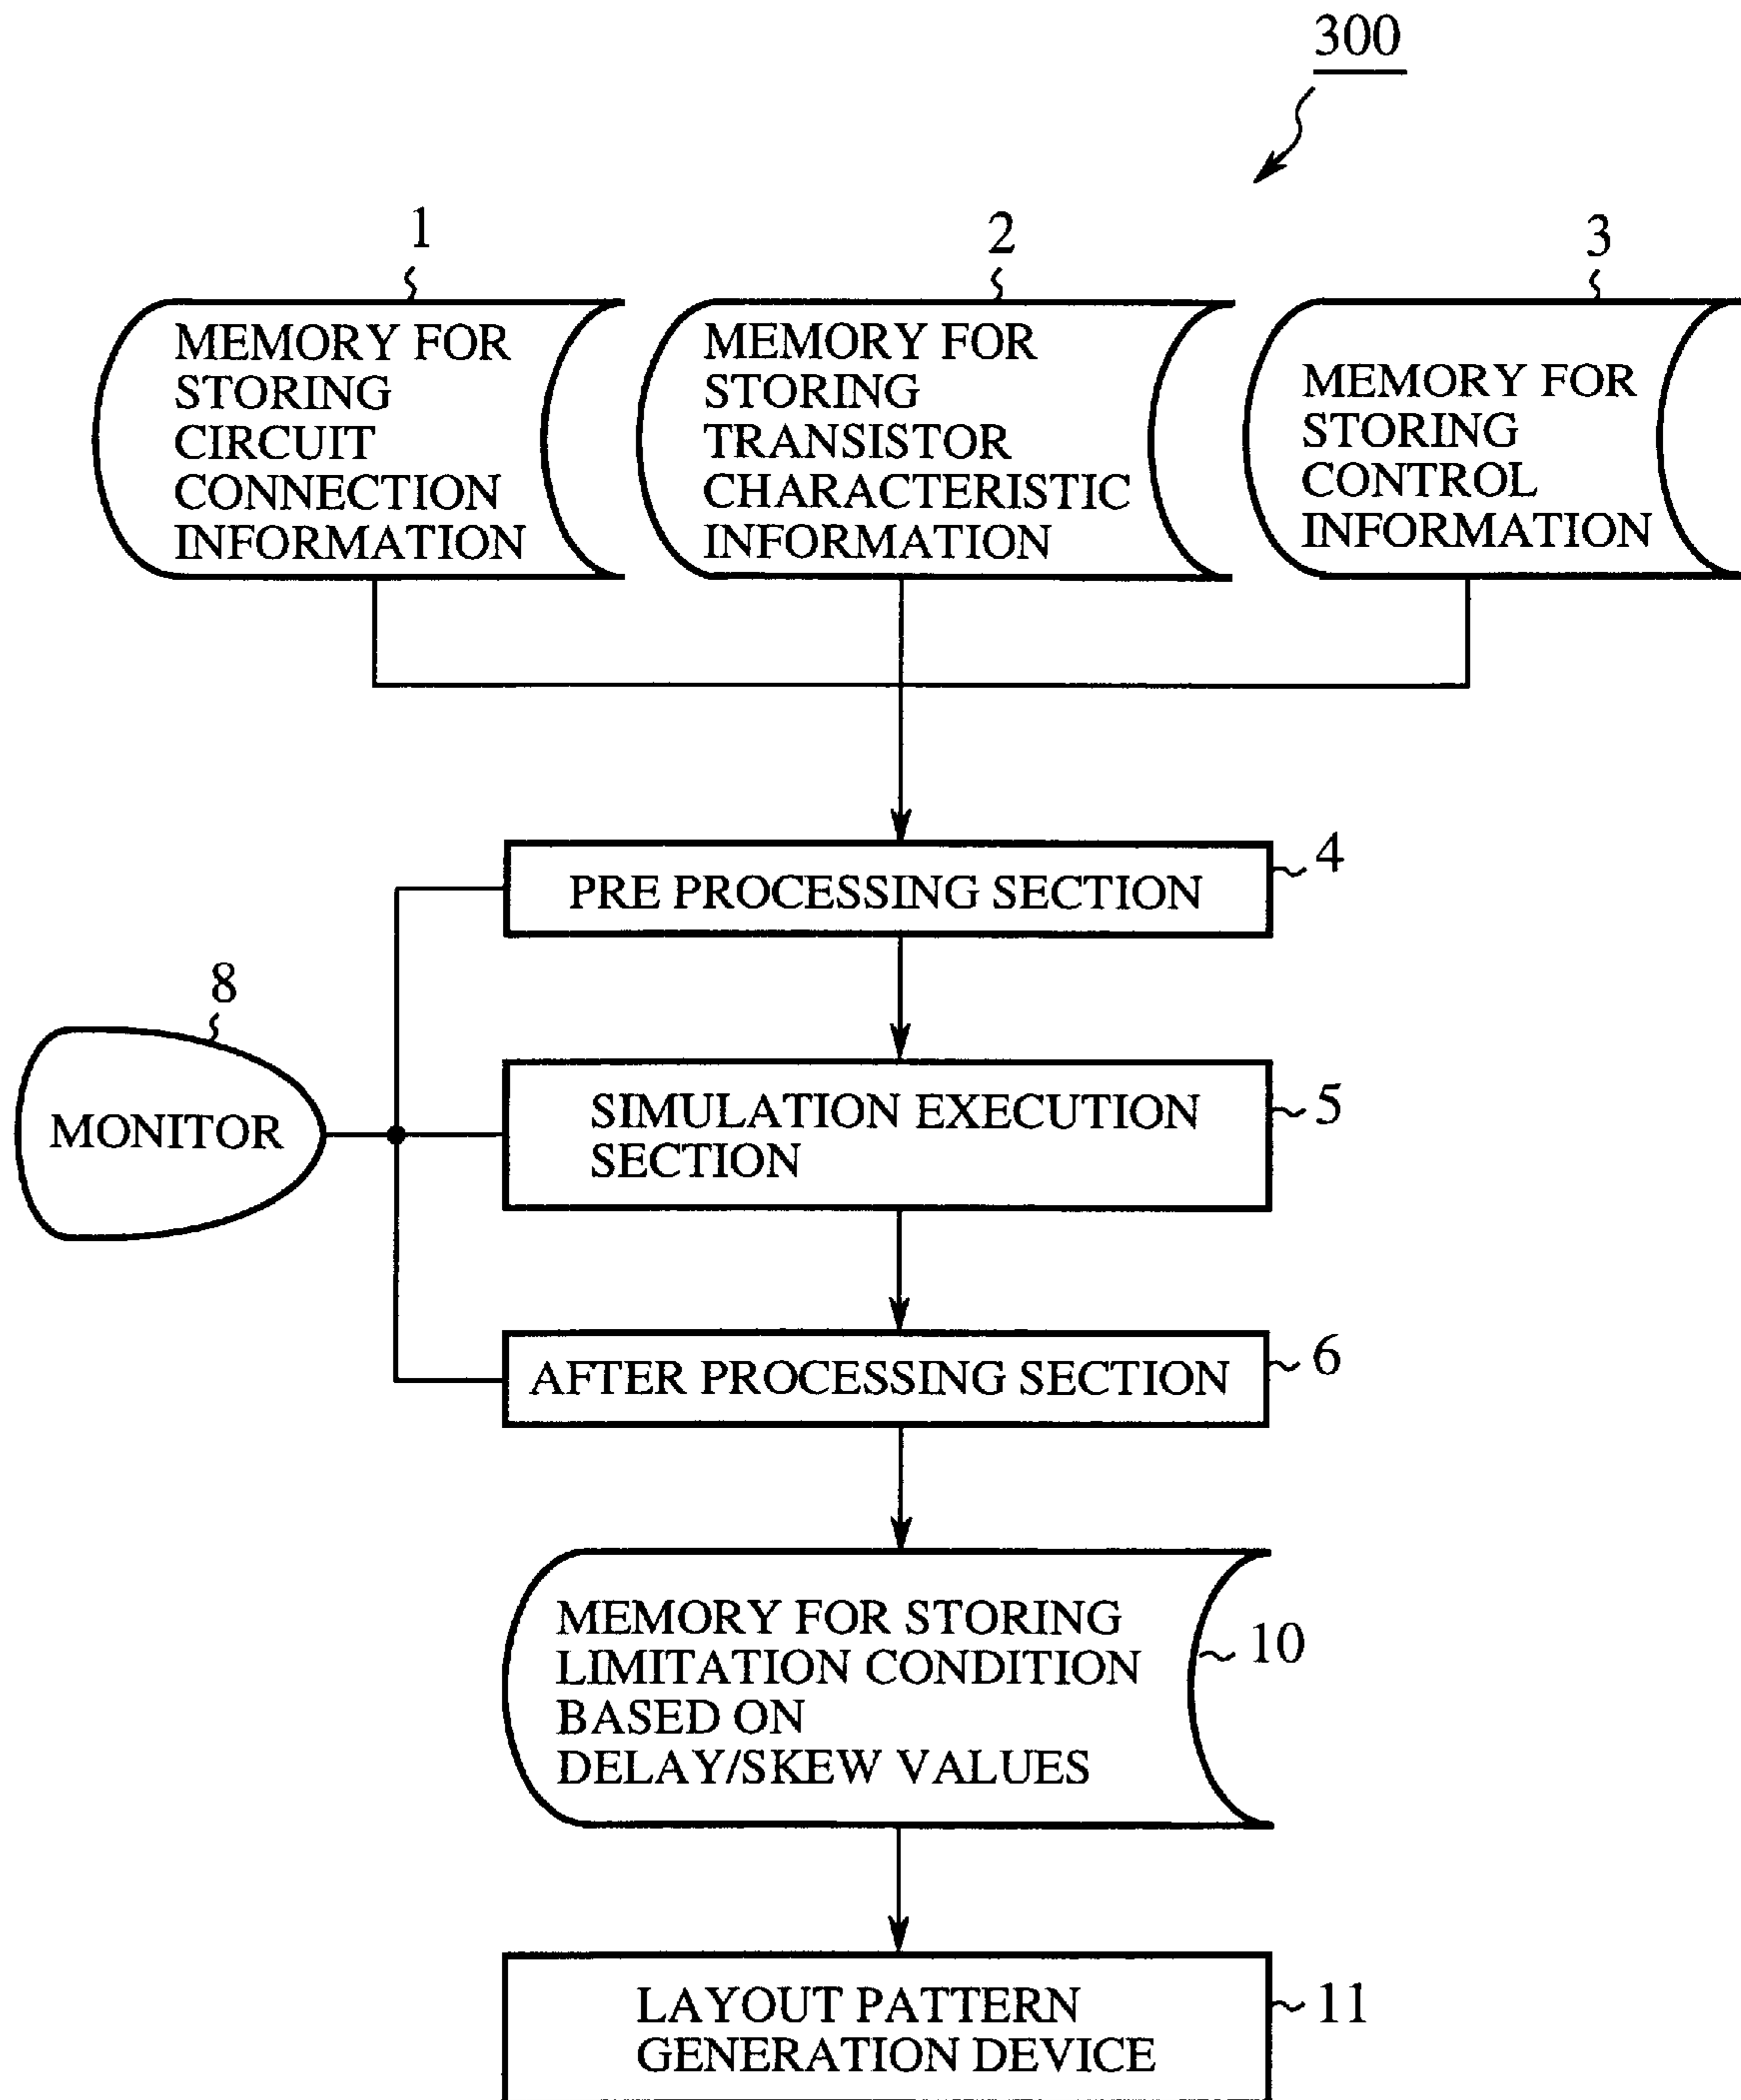 300
1
2
3
MEMORY FOR
STORING
CIRCUIT
CONNECTION
INFORMATION
MEMORY FOR
STORING
TRANSISTOR
CHARACTERISTIC
INFORMATION
MEMORY FOR
STORING
CONTROL
INFORMATION
PRE PROCESSING SECTION
4
8
MONITOR
SIMULATION EXECUTION
SECTION
5
AFTER PROCESSING SECTION
6
MEMORY FOR STORING
LIMITATION CONDITION
BASED ON
DELAY/SKEW VALUES
10
LAYOUT PATTERN
GENERATION DEVICE
11